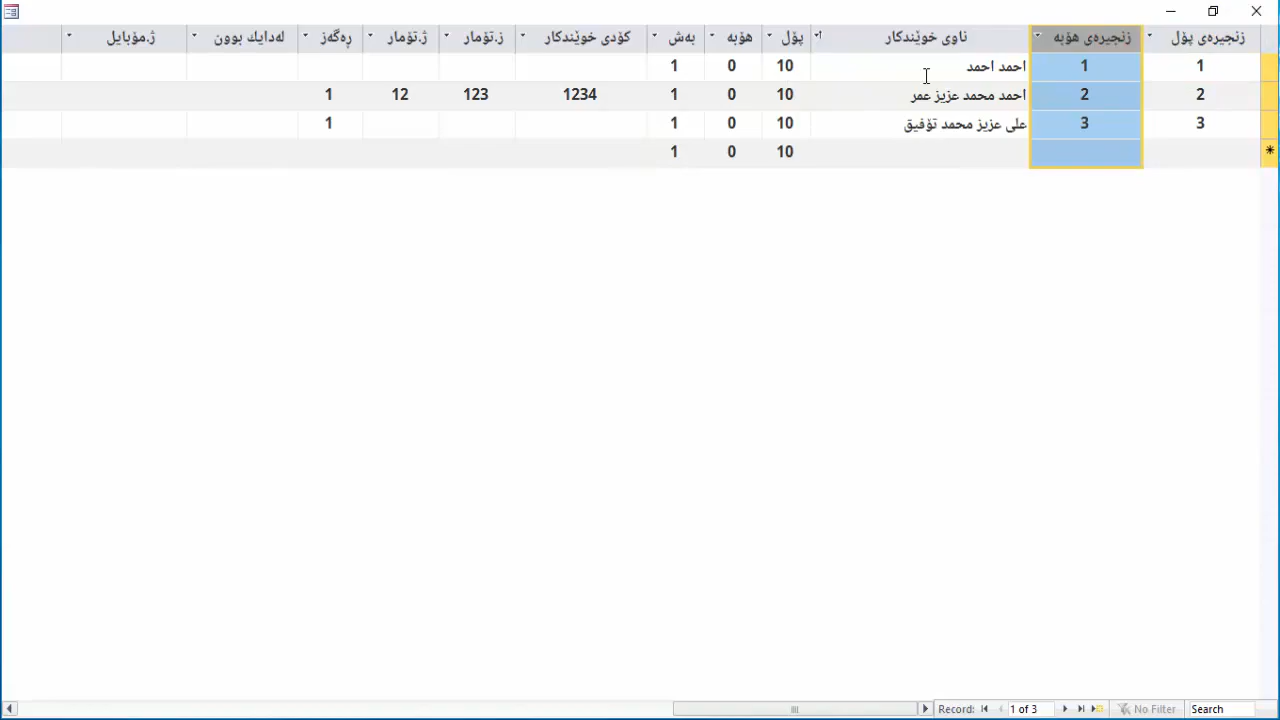 زنجیرەی پۆل زنجیرەی هۆبە ناوی خوێندکار پۆل هۆبە بەش کۆدی خوێندکار ز.تۆمار ژ.تۆمار ڕەگەز لەدایك بوون ژ.مۆبایل
1 1 احمد احمد 10 0 1
2 2 احمد محمد عزیز عمر 10 0 1 1234 123 12 1
3 3 علی عزیز محمد تۆفیق 10 0 1 1
* 10 0 1
Record: 1 of 3 No Filter Search